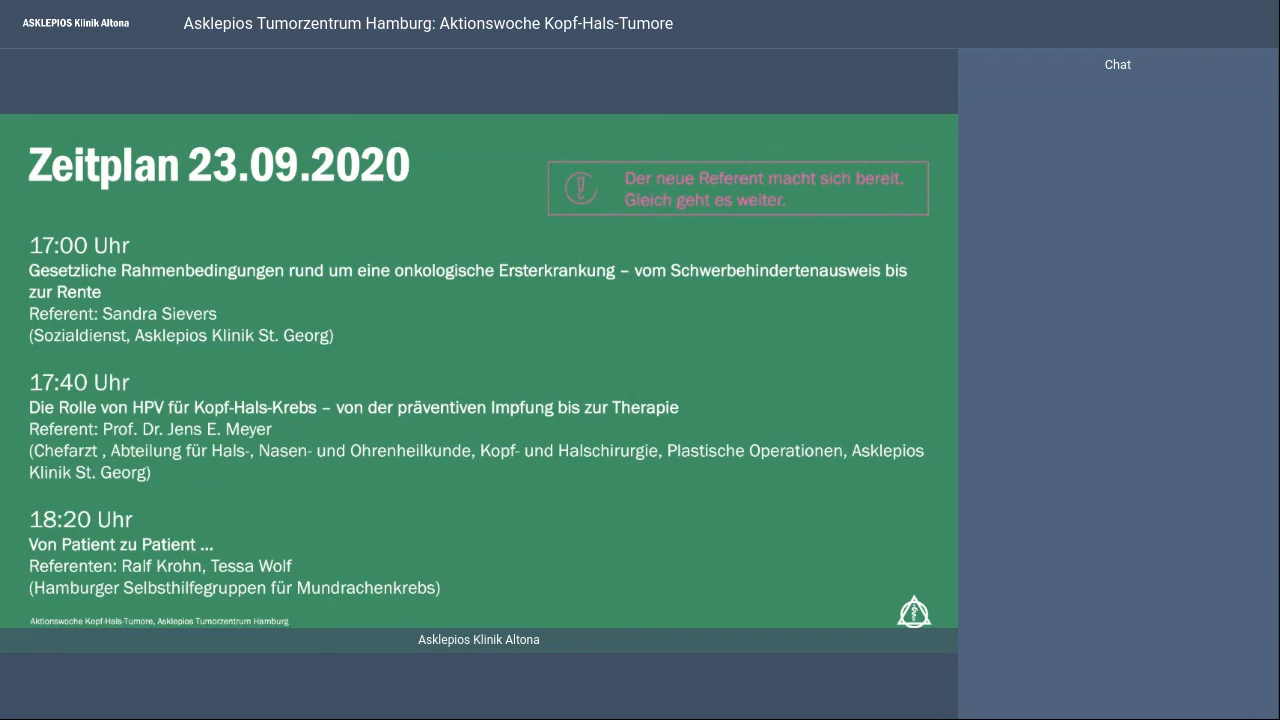 ASKLEPIOS Klinik Altona
Asklepios Tumorzentrum Hamburg: Aktionswoche Kopf-Hals-Tumore
Chat
Zeitplan 23.09.2020
Der neue Referent macht sich bereit.
Gleich geht es weiter.
17:00 Uhr
Gesetzliche Rahmenbedingungen rund um eine onkologische Ersterkrankung – vom Schwerbehindertenausweis bis
zur Rente
Referent: Sandra Sievers
(Sozialdienst, Asklepios Klinik St. Georg)
17:40 Uhr
Die Rolle von HPV für Kopf-Hals-Krebs – von der präventiven Impfung bis zur Therapie
Referent: Prof. Dr. Jens E. Meyer
(Chefarzt , Abteilung für Hals-, Nasen- und Ohrenheilkunde, Kopf- und Halschirurgie, Plastische Operationen, Asklepios
Klinik St. Georg)
18:20 Uhr
Von Patient zu Patient ...
Referenten: Ralf Krohn, Tessa Wolf
(Hamburger Selbsthilfegruppen für Mundrachenkrebs)
Aktionswoche Kopf-Hals-Tumore, Asklepios Tumorzentrum Hamburg
Asklepios Klinik Altona